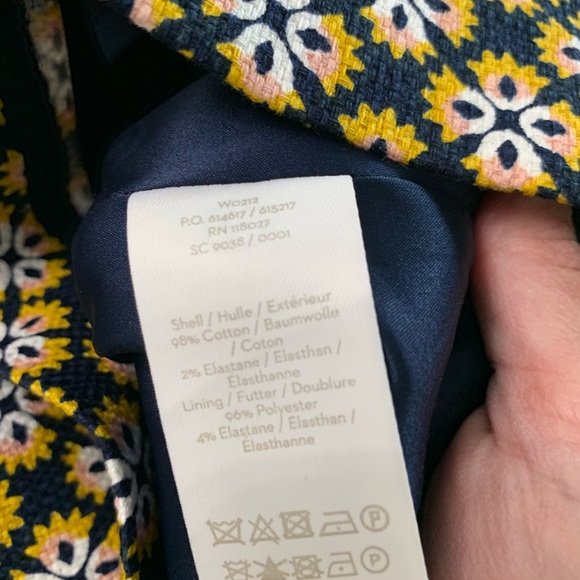 W0212
P.O. 614617 / 615217
RN 118027
SC 9038 / 0001
Shell / Hulle / Extérieur
98% Cotton / Baumwolle
/ Coton
2% Elastane / Elasthan /
Élasthanne
Lining / Futter / Doublure
96% Polyester
4% Elastane / Elasthan /
Élasthanne
P
P